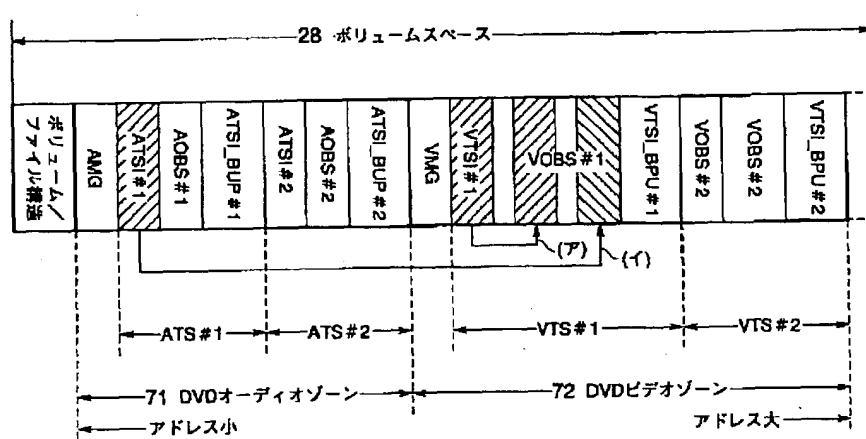 28 ボリュームスペース
ボリューム/
ファイル構造
AMG
ATSI#1
AOBS#1
ATSI_BUP#1
ATSI#2
AOBS#2
ATSI_BUP#2
VMG
VTSI#1
VOBS#1
VTSI_BPU#1
VOBS#2
VOBS#2
VTSI_BPU#2
(ア)
(イ)
ATS#1
ATS#2
VTS#1
VTS#2
71 DVDオーディオゾーン
72 DVDビデオゾーン
アドレス小
アドレス大